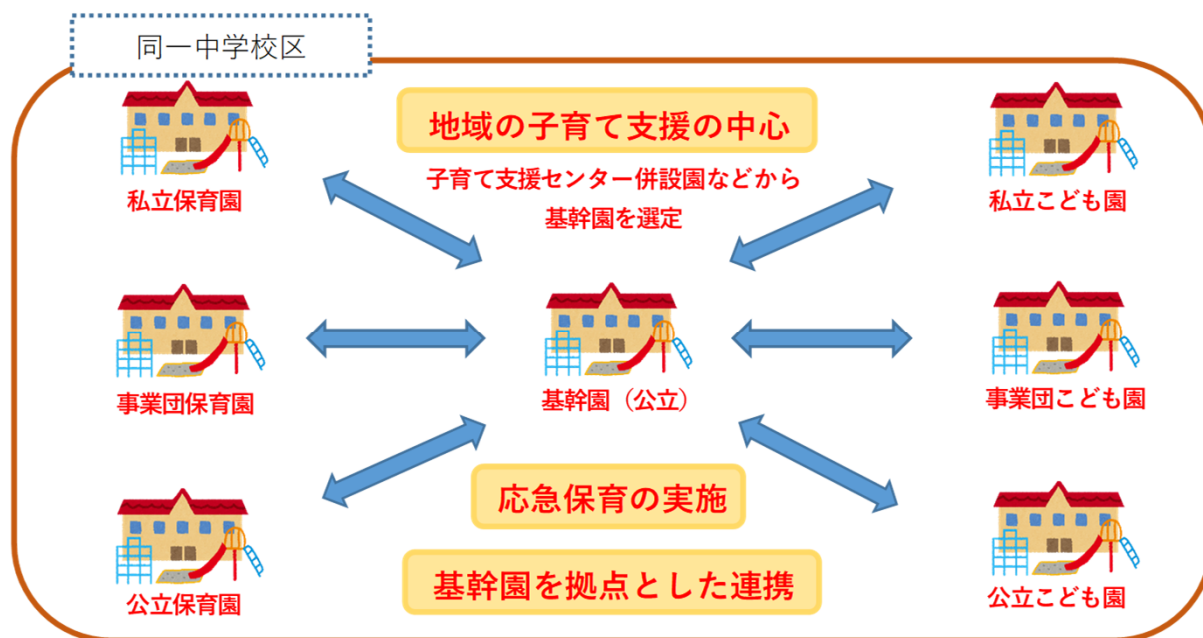 同一中学校区
地域の子育て支援の中心
子育て支援センター併設園などから
基幹園を選定
私立保育園
私立こども園
事業団保育園
基幹園（公立）
事業団こども園
応急保育の実施
基幹園を拠点とした連携
公立保育園
公立こども園